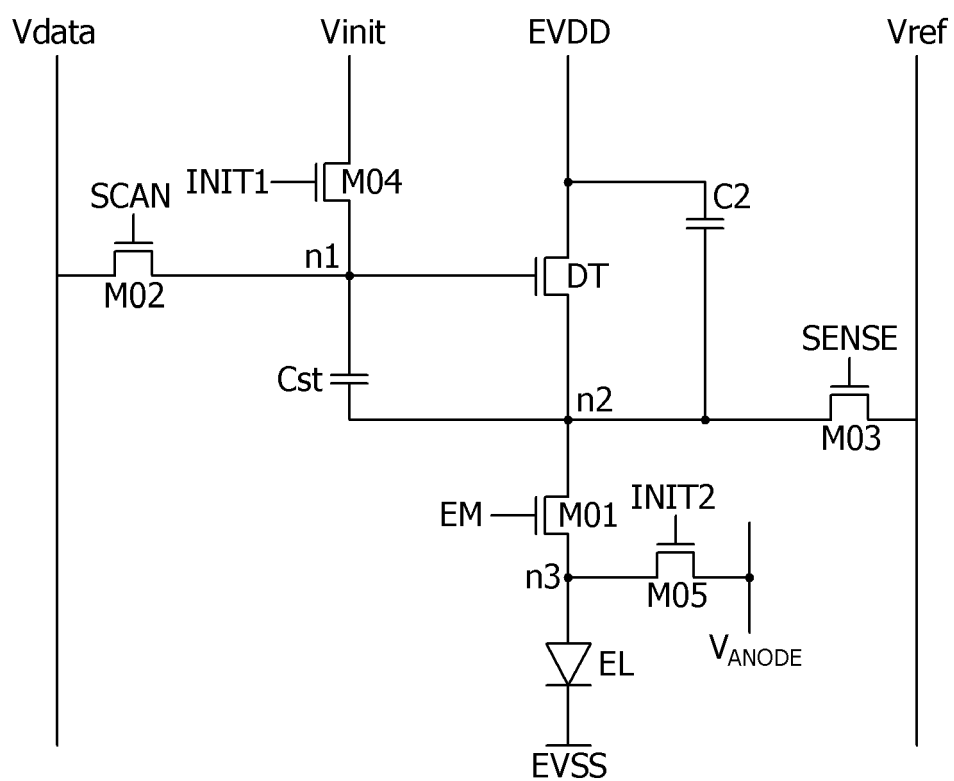 Vdata Vinit EVDD Vref
INIT1 M04
SCAN C2
n1
DT
M02
SENSE
Cst
n2
M03
INIT2
EM M01
n3
M05
VANODE
EL
EVSS